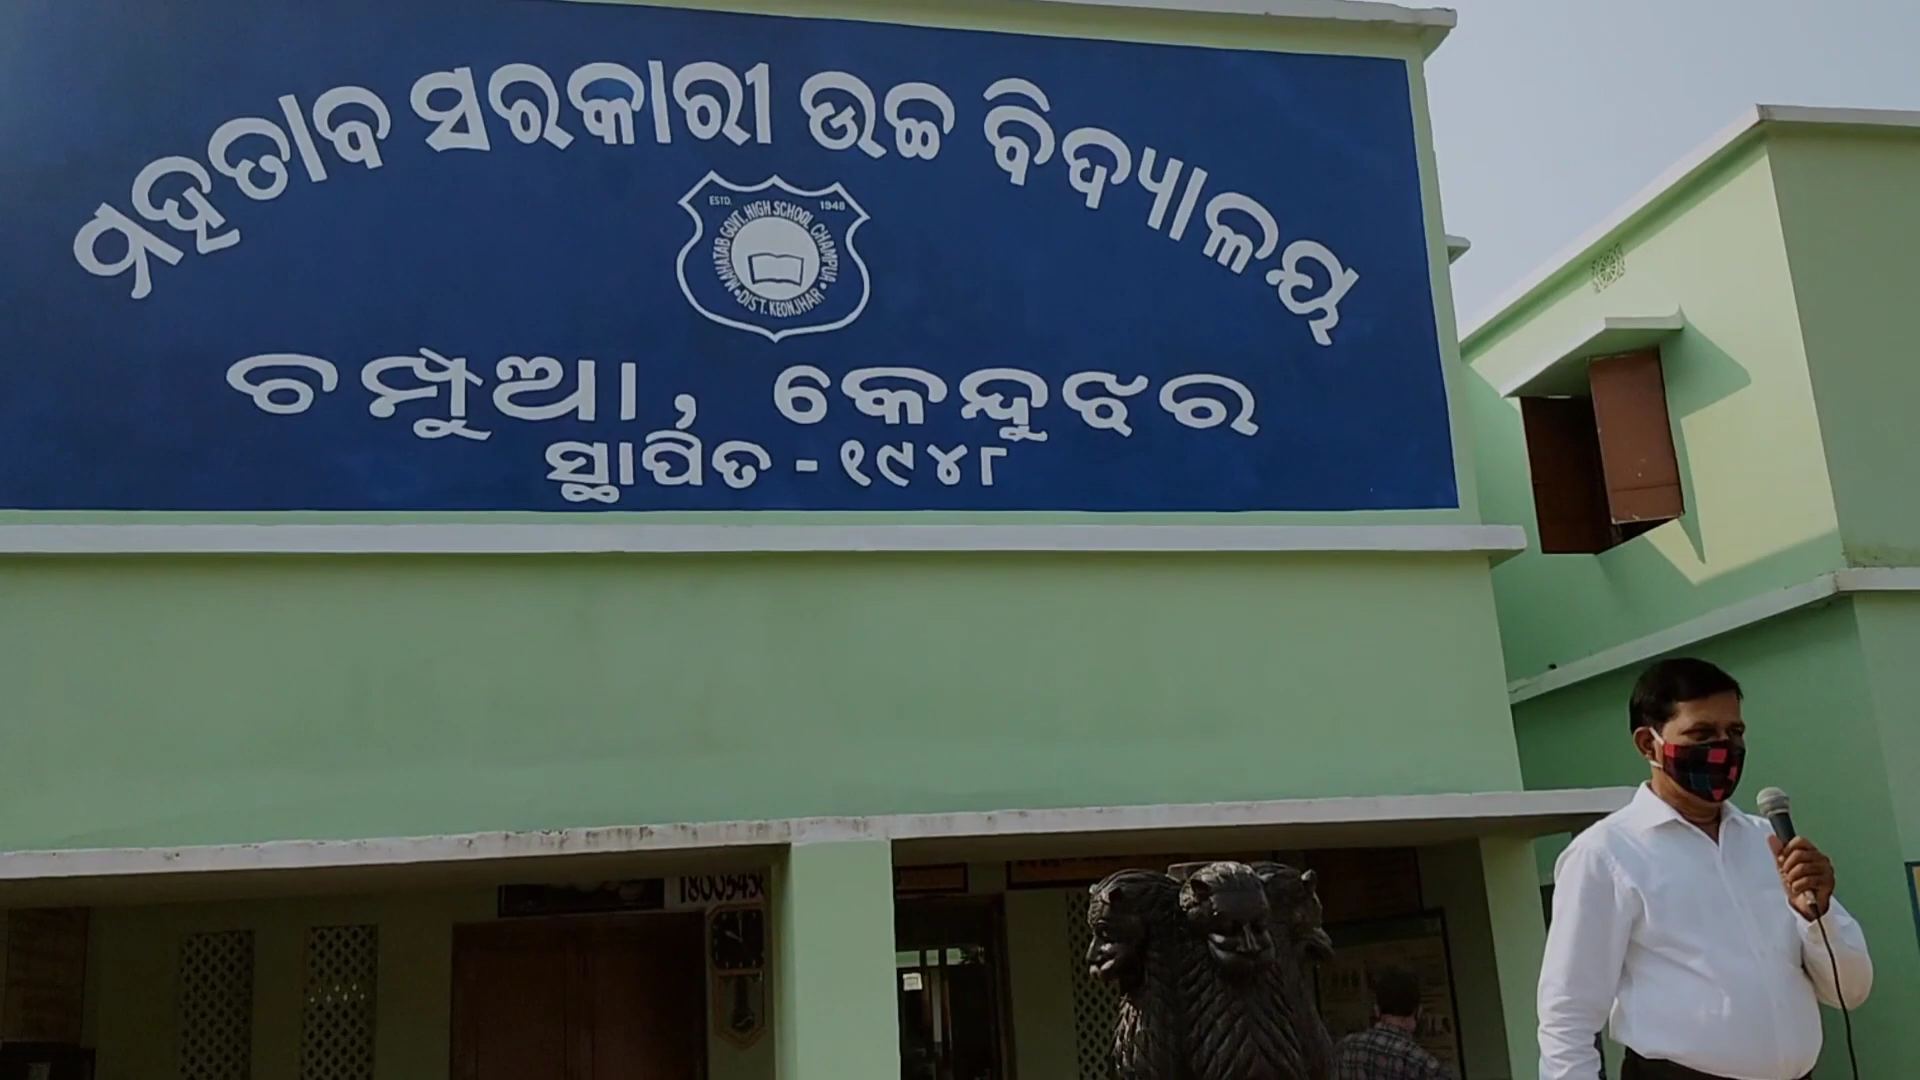 ମହତାବ ସରକାରୀ ଉଚ୍ଚ ବିଦ୍ୟାଳୟ
ESTD. 1948
MAHATAB GOVT. HIGH SCHOOL CHAMPUA
• DIST. KEONJHAR •
ଚମ୍ପୁଆ, କେନ୍ଦୁଝର
ସ୍ଥାପିତ - ୧୯୪୮